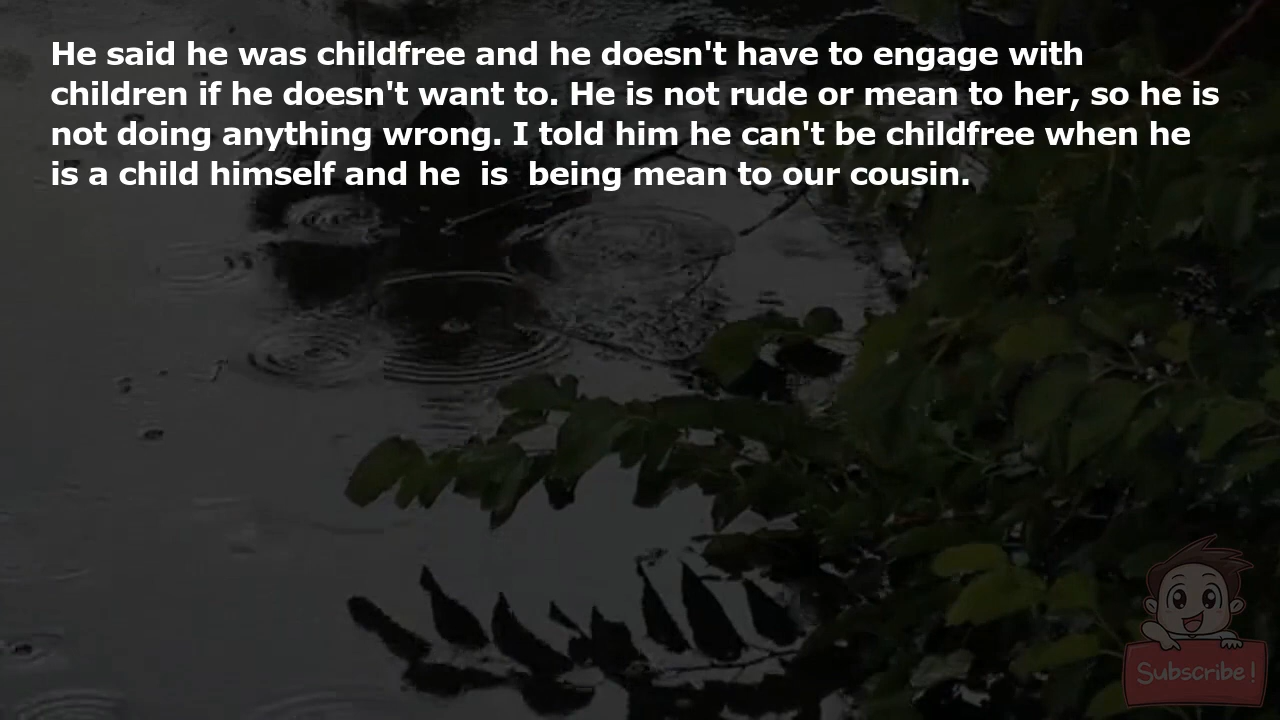 He said he was childfree and he doesn't have to engage with
children if he doesn't want to. He is not rude or mean to her, so he is
not doing anything wrong. I told him he can't be childfree when he
is a child himself and he  is  being mean to our cousin.
Subscribe!